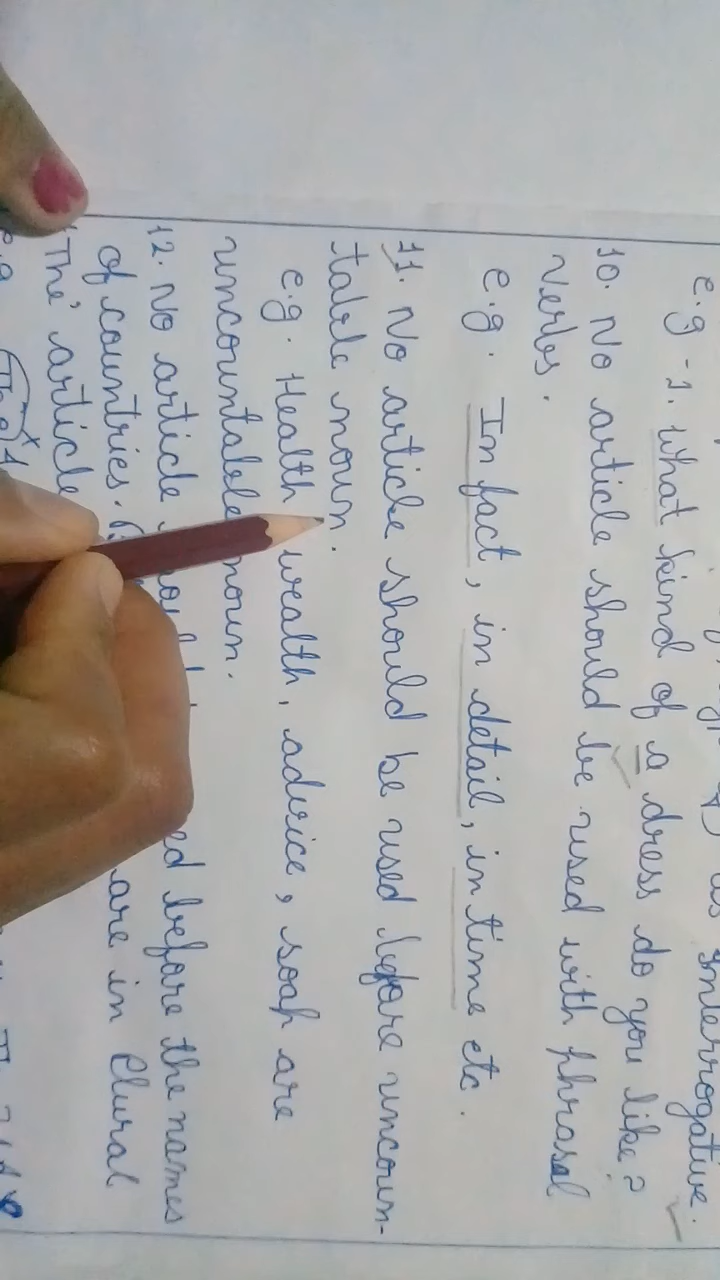 Interrogative.
e.g - 1. what kind of a dress do you like?
10. No article should be used with phrasal
verbs.
e.g. In fact, in detail, in time etc.
11. No article should be used before uncoun-
table noun.
e.g. Health wealth, advice, soap are
uncountable noun.
12. No article before the names
of countries. are in Plural
'The' article
e.g